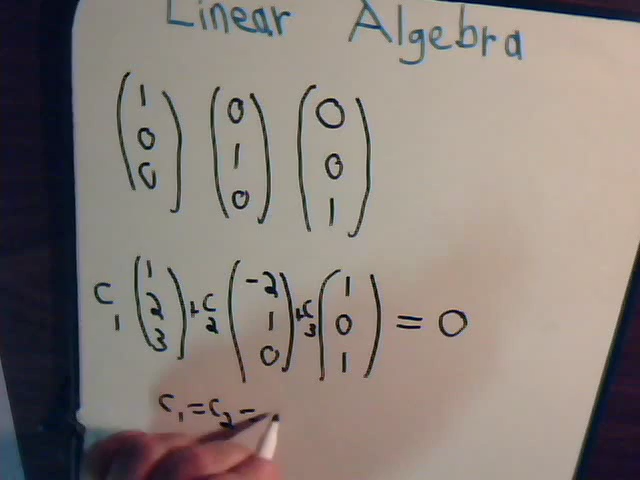 Linear Algebra
1 0 0
0 1 0
0 0 1
1 -2 1
C1 2 +C2 1 +C3 0 = 0
3 0 1
C1 = C2 =